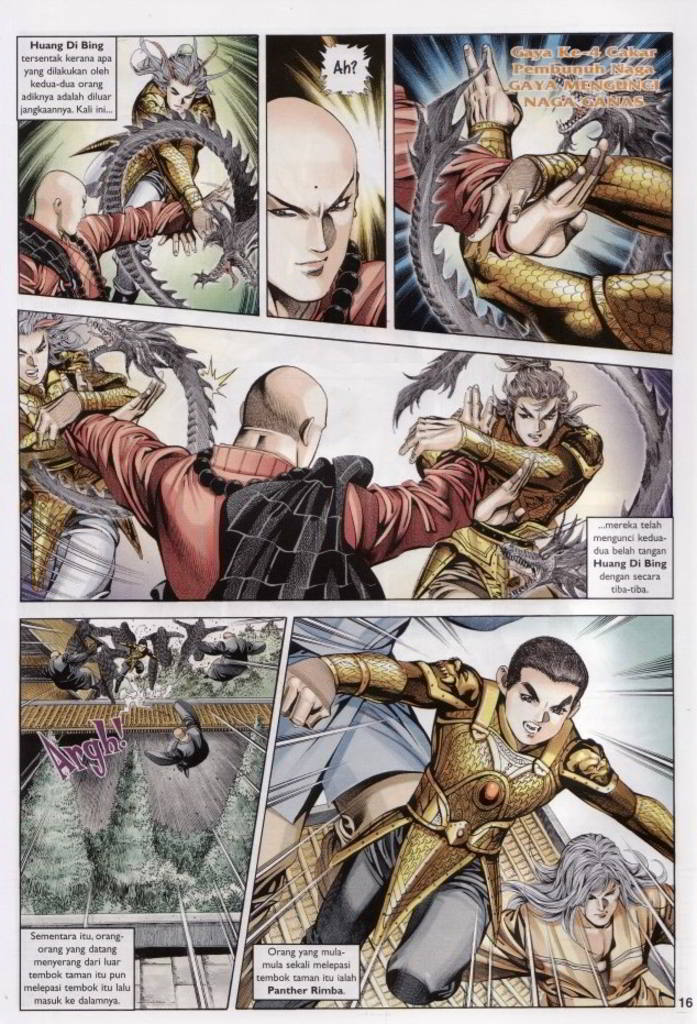 Huang Di Bing
tersentak kerana apa
yang dilakukan oleh
kedua-dua orang
adiknya adalah diluar
jangkaannya. Kali ini...
Ah?
Gaya Ke-4 Cakar
Pembunuh Naga
GAYA MENGUNCI
NAGA GANAS
...mereka telah
mengunci kedua-
dua belah tangan
Huang Di Bing
dengan secara
tiba-tiba.
Argh!
Sementara itu, orang-
orang yang datang
menyerang dari luar
tembok taman itu pun
melepasi tembok itu lalu
masuk ke dalamnya.
Orang yang mula-
mula sekali melepasi
tembok taman itu ialah
Panther Rimba.
16